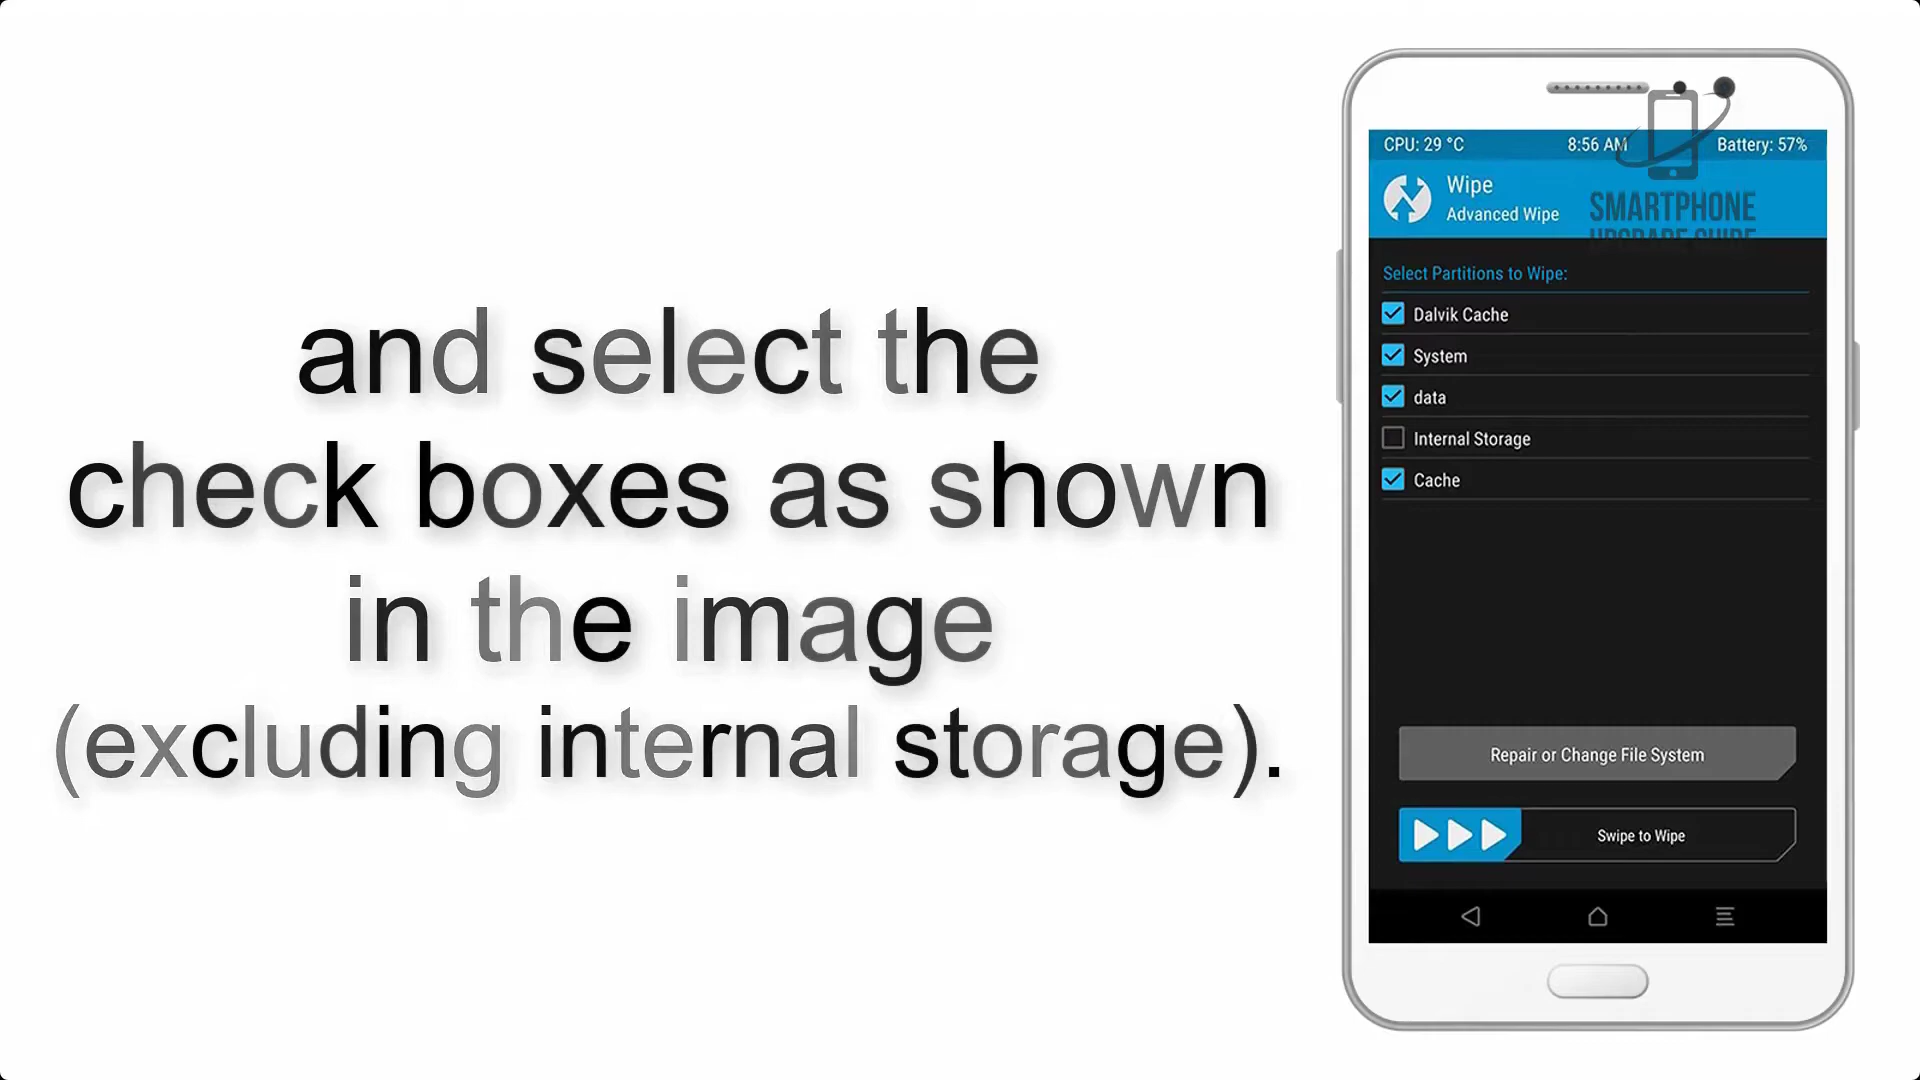 and select the
check boxes as shown
in the image
(excluding internal storage).
CPU: 29 °C 8:56 AM Battery: 57%
Wipe
Advanced Wipe
SMARTPHONE
UPGRADE GUIDE
Select Partitions to Wipe:
Dalvik Cache
System
data
Internal Storage
Cache
Repair or Change File System
Swipe to Wipe